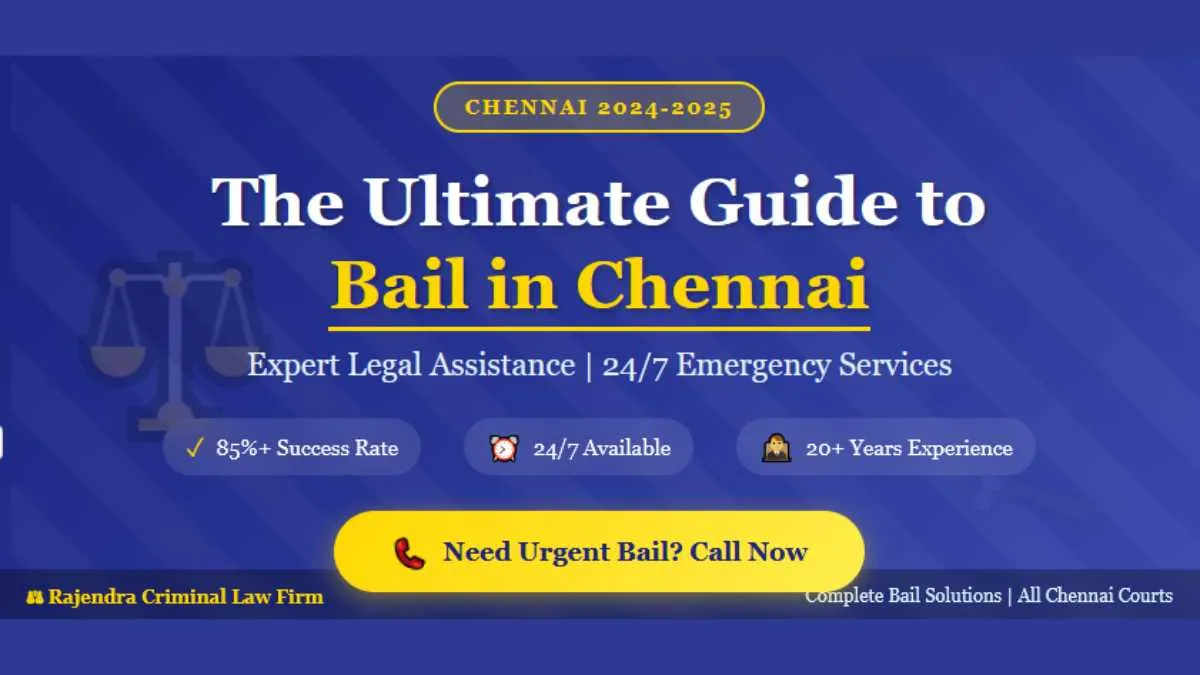 CHENNAI 2024-2025
The Ultimate Guide to
Bail in Chennai
Expert Legal Assistance | 24/7 Emergency Services
✓ 85%+ Success Rate
24/7 Available
20+ Years Experience
Need Urgent Bail? Call Now
Rajendra Criminal Law Firm
Complete Bail Solutions | All Chennai Courts